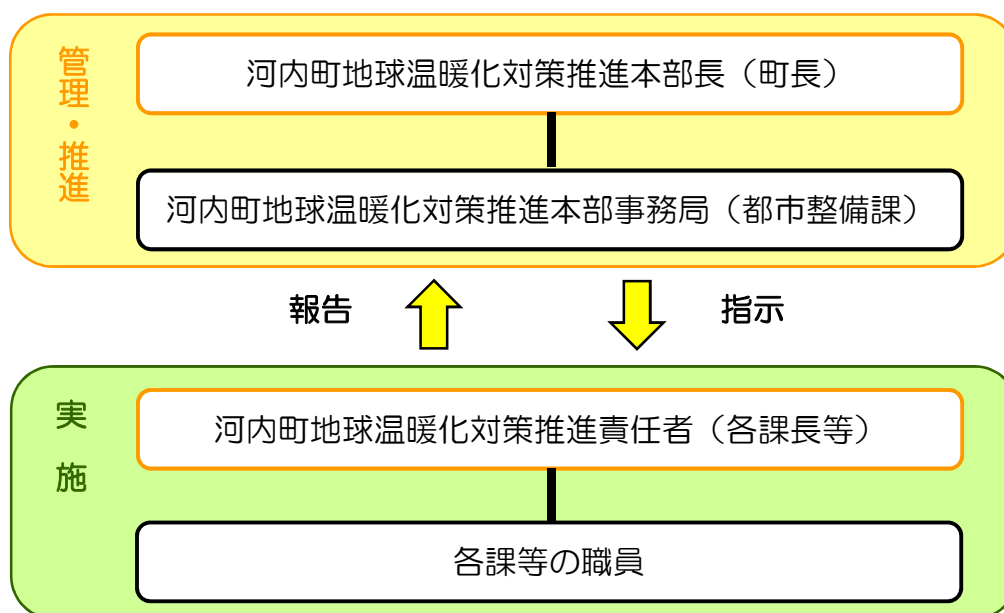 管理・推進
河内町地球温暖化対策推進本部長（町長）
河内町地球温暖化対策推進本部事務局（都市整備課）
報告
指示
実施
河内町地球温暖化対策推進責任者（各課長等）
各課等の職員